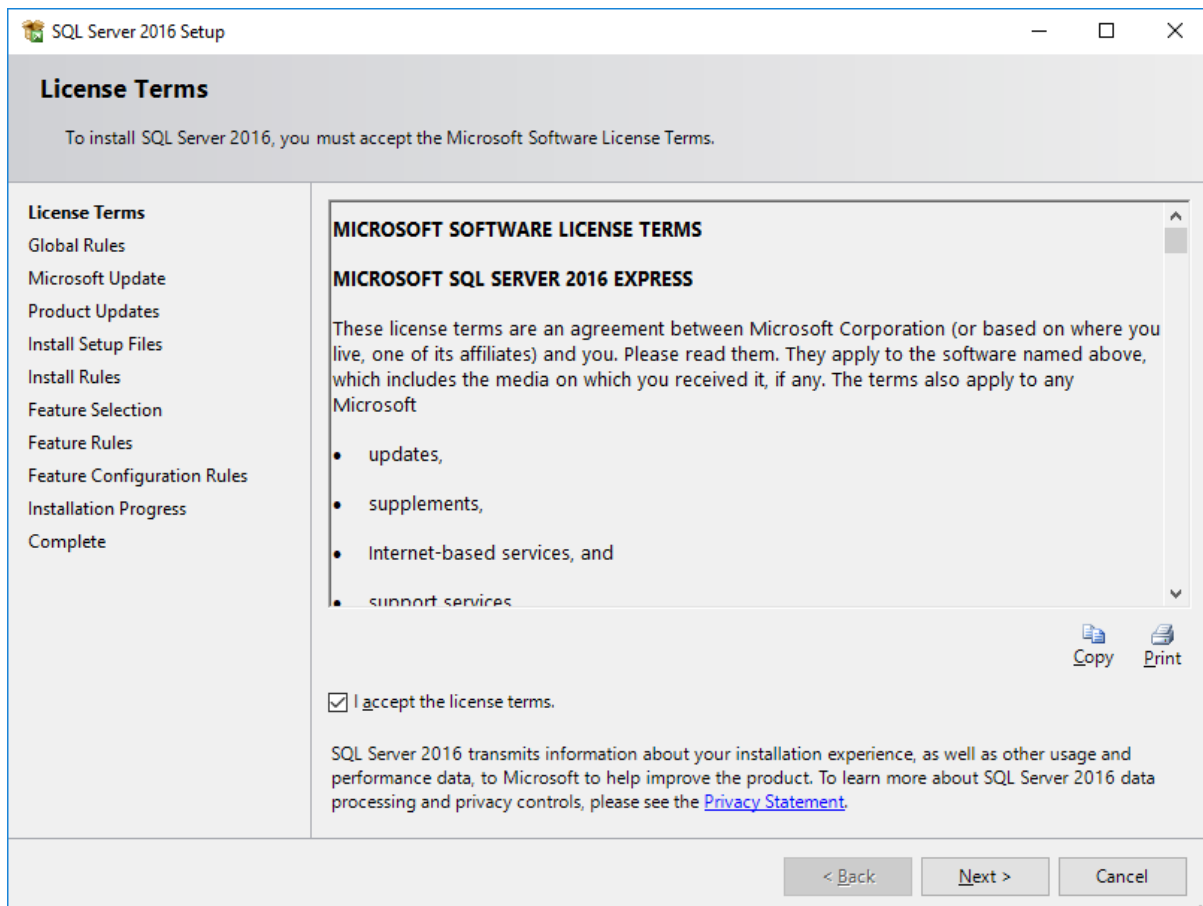 SQL Server 2016 Setup
License Terms
To install SQL Server 2016, you must accept the Microsoft Software License Terms.
License Terms
Global Rules
Microsoft Update
Product Updates
Install Setup Files
Install Rules
Feature Selection
Feature Rules
Feature Configuration Rules
Installation Progress
Complete
MICROSOFT SOFTWARE LICENSE TERMS
MICROSOFT SQL SERVER 2016 EXPRESS
These license terms are an agreement between Microsoft Corporation (or based on where you
live, one of its affiliates) and you. Please read them. They apply to the software named above,
which includes the media on which you received it, if any. The terms also apply to any
Microsoft
• updates,
• supplements,
• Internet-based services, and
• support services
Copy
Print
I accept the license terms.
SQL Server 2016 transmits information about your installation experience, as well as other usage and
performance data, to Microsoft to help improve the product. To learn more about SQL Server 2016 data
processing and privacy controls, please see the Privacy Statement.
< Back
Next >
Cancel